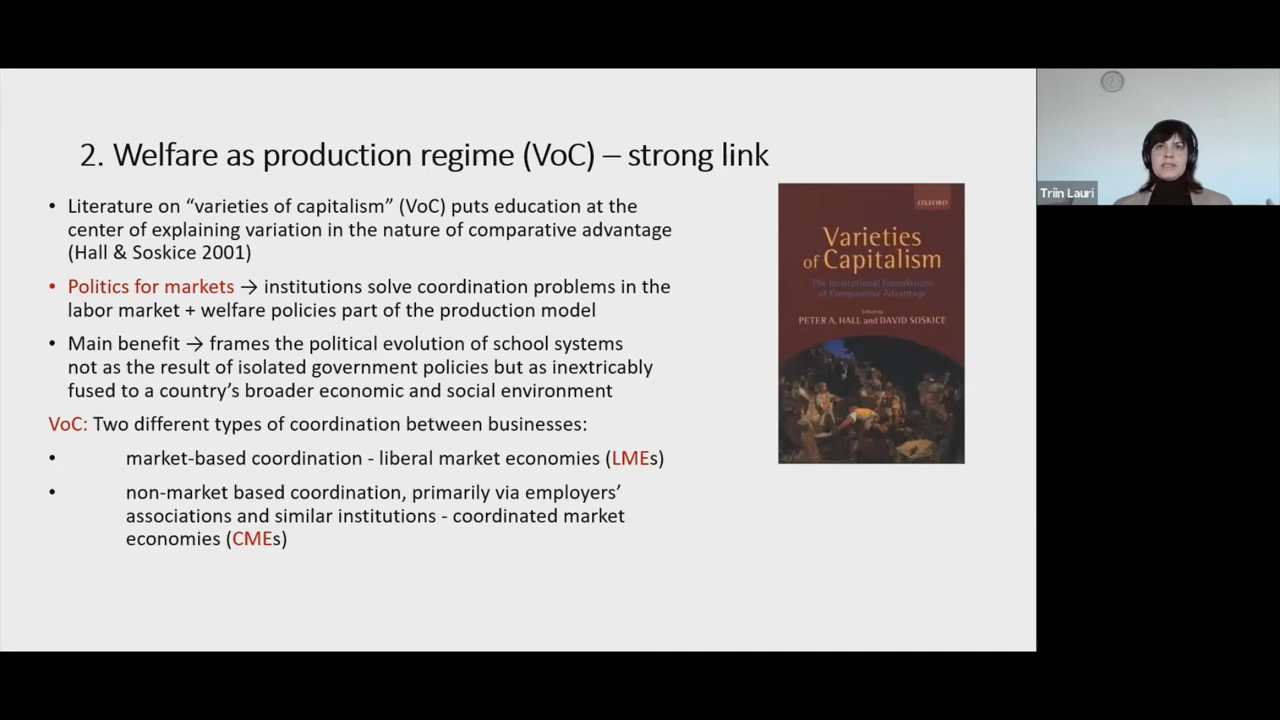 2. Welfare as production regime (VoC) – strong link
• Literature on “varieties of capitalism” (VoC) puts education at the
center of explaining variation in the nature of comparative advantage
(Hall & Soskice 2001)
• Politics for markets → institutions solve coordination problems in the
labor market + welfare policies part of the production model
• Main benefit → frames the political evolution of school systems
not as the result of isolated government policies but as inextricably
fused to a country’s broader economic and social environment
VoC: Two different types of coordination between businesses:
• market-based coordination - liberal market economies (LMEs)
• non-market based coordination, primarily via employers’
associations and similar institutions - coordinated market
economies (CMEs)
OXFORD
Varieties
of Capitalism
The Institutional Foundations
of Comparative Advantage
Edited by
PETER A. HALL and DAVID SOSKICE
Triin Lauri